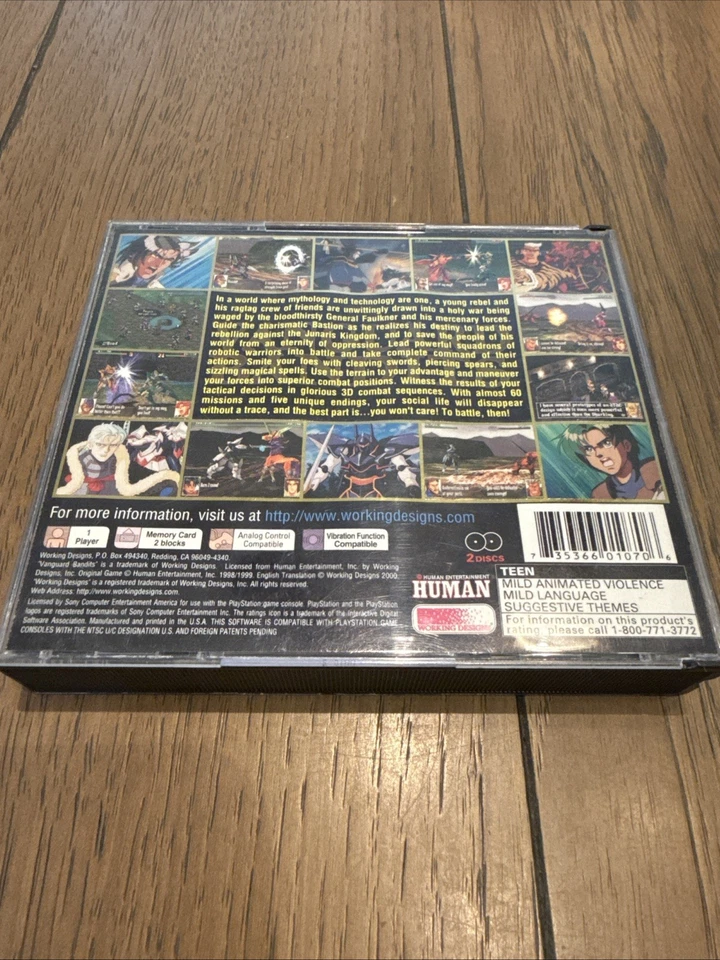 In a world where mythology and technology are one, a young rebel and
his ragtag crew of friends are unwittingly drawn into a holy war being
waged by the bloodthirsty General Faulkner and his mercenary forces.
Guide the charismatic Bastion as he realizes his destiny to lead the
rebellion against the Junaris Kingdom, and to save the people of his
world from an eternity of oppression. Lead powerful squadrons of
robotic warriors into battle and take complete command of their
actions. Smite your foes with cleaving swords, piercing spears, and
sizzling magical spells. Use the terrain to your advantage and maneuver
your forces into superior combat positions. Witness the results of your
tactical decisions in glorious 3D combat sequences. With almost 60
missions and five unique endings, your social life will disappear
without a trace, and the best part is...you won't care! To battle, then!
For more information, visit us at http://www.workingdesigns.com
1
Player
Memory Card
2 blocks
Analog Control
Compatible
Vibration Function
Compatible
2 DISCS
7 35366 01070 6
Working Designs, P.O. Box 494340, Redding, CA 96049-4340.
"Vanguard Bandits" is a trademark of Working Designs, Inc. Licensed from Human Entertainment, Inc. by Working
Designs, Inc. Original Game © Human Entertainment, Inc. 1998/1999. English Translation © Working Designs 2000.
"Working Designs" is a registered trademark of Working Designs, Inc. All rights reserved.
Web Address: http://www.workingdesigns.com.
Licensed by Sony Computer Entertainment America for use with the PlayStation game console. PlayStation and the PlayStation
logos are registered trademarks of Sony Computer Entertainment Inc. The ratings icon is a trademark of the Interactive Digital
Software Association. Manufactured and printed in the U.S.A. THIS SOFTWARE IS COMPATIBLE WITH PLAYSTATION GAME
CONSOLES WITH THE NTSC U/C DESIGNATION. U.S. AND FOREIGN PATENTS PENDING
HUMAN ENTERTAINMENT
HUMAN
WORKING DESIGNS
TEEN
MILD ANIMATED VIOLENCE
MILD LANGUAGE
SUGGESTIVE THEMES
For information on this product's
rating, please call 1-800-771-3772